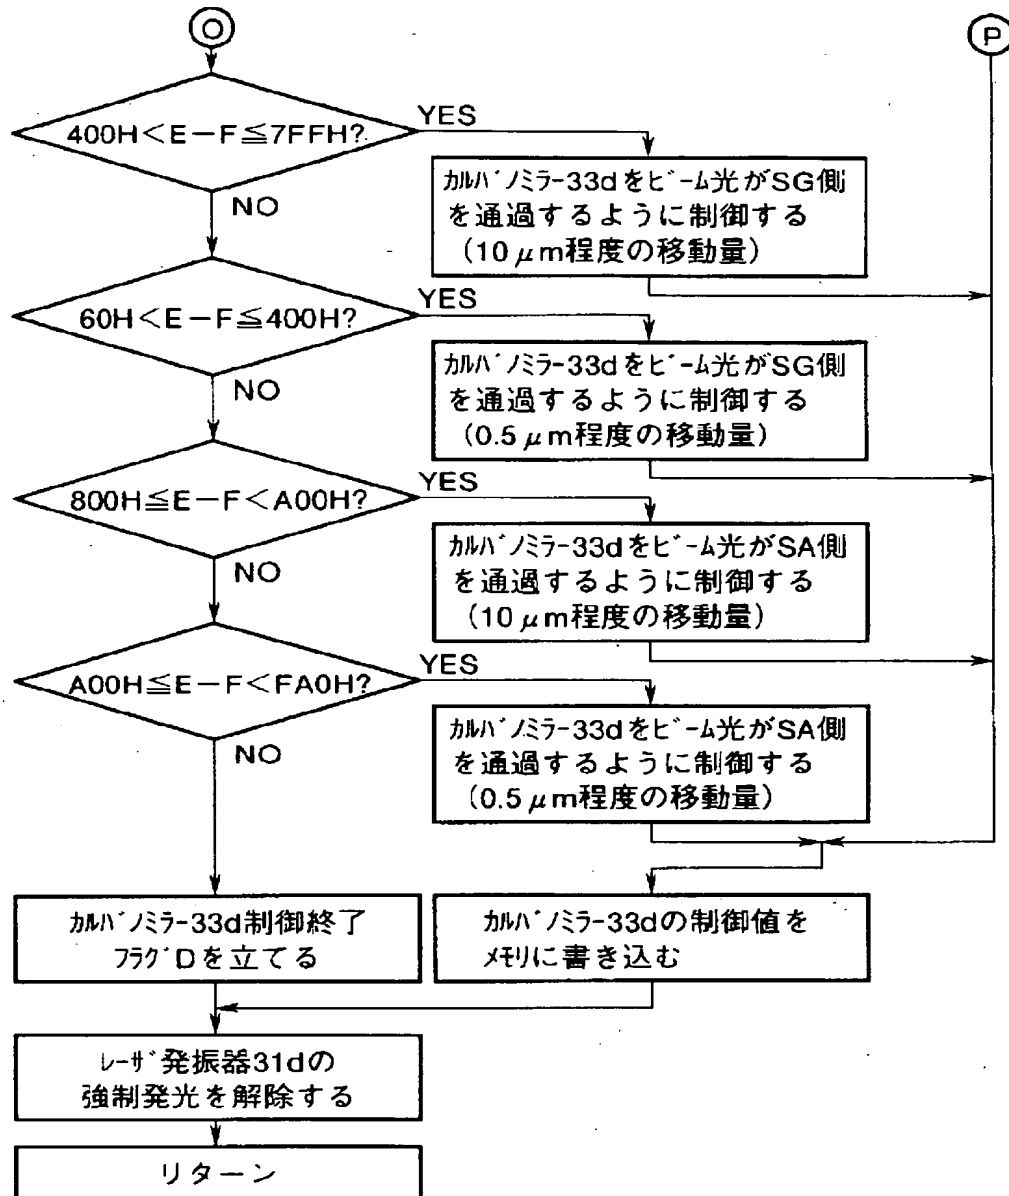 O
P
400H<E-F≦7FFH?
YES
カルバノミラー33dをビーム光がSG側
を通過するように制御する
(10μm程度の移動量)
NO
60H<E-F≦400H?
YES
カルバノミラー33dをビーム光がSG側
を通過するように制御する
(0.5μm程度の移動量)
NO
800H≦E-F<A00H?
YES
カルバノミラー33dをビーム光がSA側
を通過するように制御する
(10μm程度の移動量)
NO
A00H≦E-F<FA0H?
YES
カルバノミラー33dをビーム光がSA側
を通過するように制御する
(0.5μm程度の移動量)
NO
カルバノミラー33d制御終了
フラグDを立てる
カルバノミラー33dの制御値を
メモリに書き込む
レーザ発振器31dの
強制発光を解除する
リターン